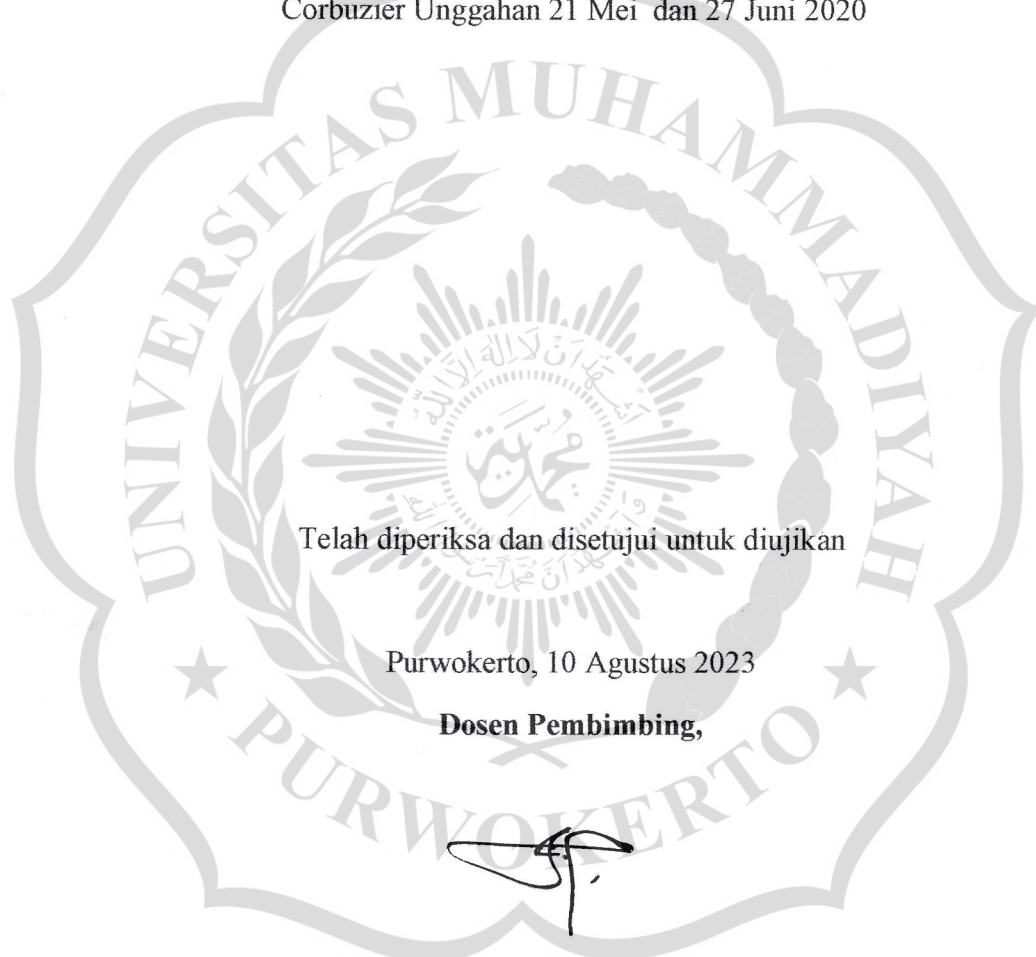 Corbuzier Unggahan 21 Mei dan 27 Juni 2020
UNIVERSITAS MUHAMMADIYAH
Telah diperiksa dan disetujui untuk diujikan
Purwokerto, 10 Agustus 2023
Dosen Pembimbing,
PURWOKERTO